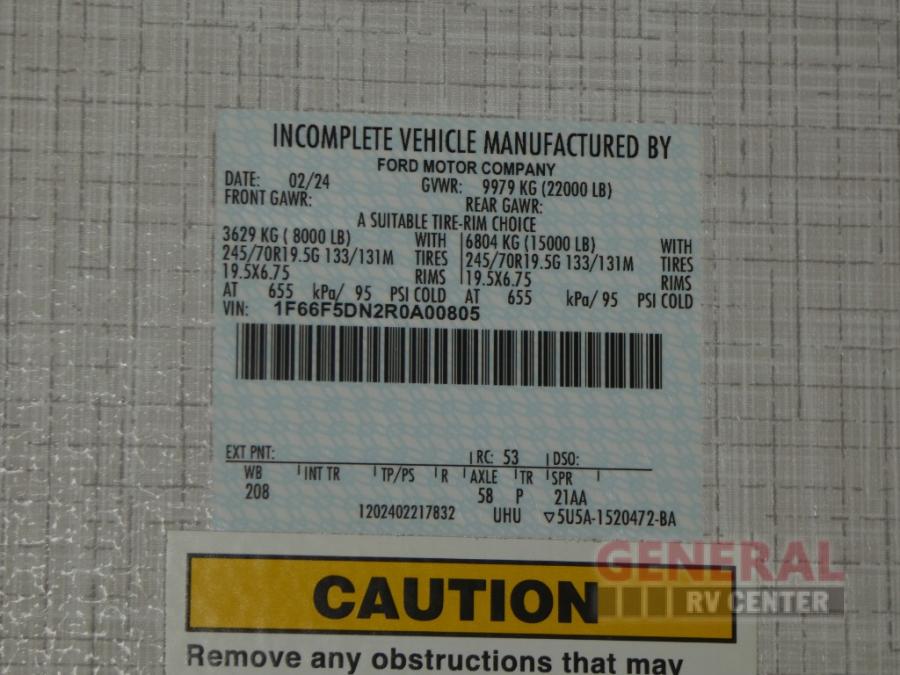 INCOMPLETE VEHICLE MANUFACTURED BY
FORD MOTOR COMPANY
DATE: 02/24 GVWR: 9979 KG (22000 LB)
FRONT GAWR: REAR GAWR:
A SUITABLE TIRE-RIM CHOICE
3629 KG ( 8000 LB) WITH 6804 KG (15000 LB) WITH
245/70R19.5G 133/131M TIRES 245/70R19.5G 133/131M TIRES
19.5X6.75 RIMS 19.5X6.75 RIMS
AT 655 kPa/ 95 PSI COLD AT 655 kPa/ 95 PSI COLD
VIN: 1F66F5DN2R0A00805
EXT PNT: RC: 53 DSO:
WB INT TR TP/PS R AXLE TR SPR
208 58 P 21AA
1202402217832 UHU ▽5U5A-1520472-BA
GENERAL
RV CENTER
CAUTION
Remove any obstructions that may